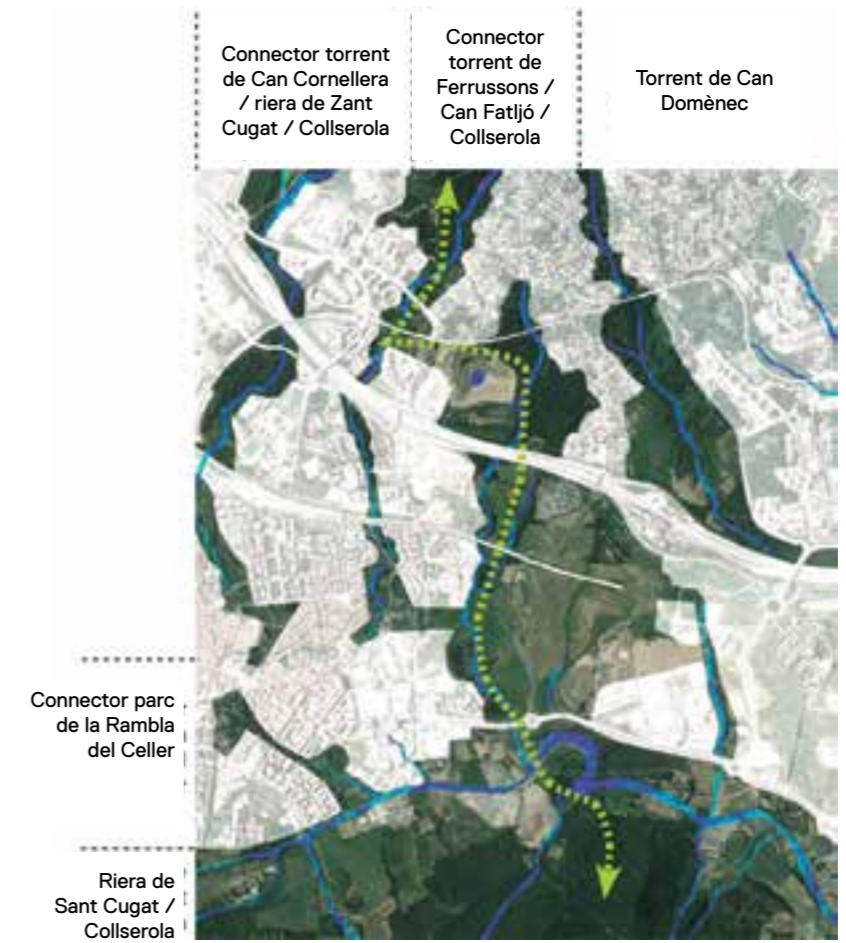 Connector torrent
de Can Cornellera
/ riera de Zant
Cugat / Collserola
Connector
torrent de
Ferrussons /
Can Fatljó /
Collserola
Torrent de Can
Domènec
Connector parc
de la Rambla
del Celler
Riera de
Sant Cugat /
Collserola